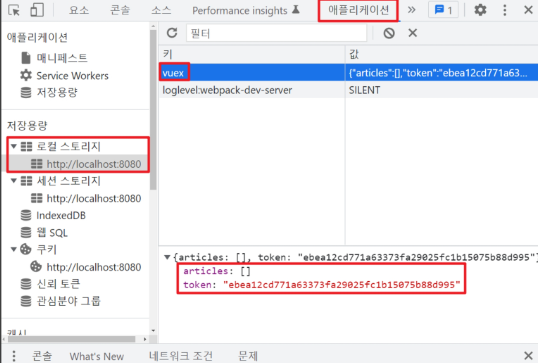 요소 콘솔 소스 Performance insights 애플리케이션 » 1
애플리케이션
매니페스트
Service Workers
저장용량
저장용량
로컬 스토리지
http://localhost:8080
세션 스토리지
http://localhost:8080
IndexedDB
웹 SQL
쿠키
http://localhost:8080
신뢰 토큰
관심분야 그룹
캐시
필터
키 값
vuex {"articles":[],"token":"ebea12cd771a63...
loglevel:webpack-dev-server SILENT
{articles: [], token: "ebea12cd771a63373fa29025fc1b15075b88d995"}
articles: []
token: "ebea12cd771a63373fa29025fc1b15075b88d995"
콘솔 What's New 네트워크 조건 문제